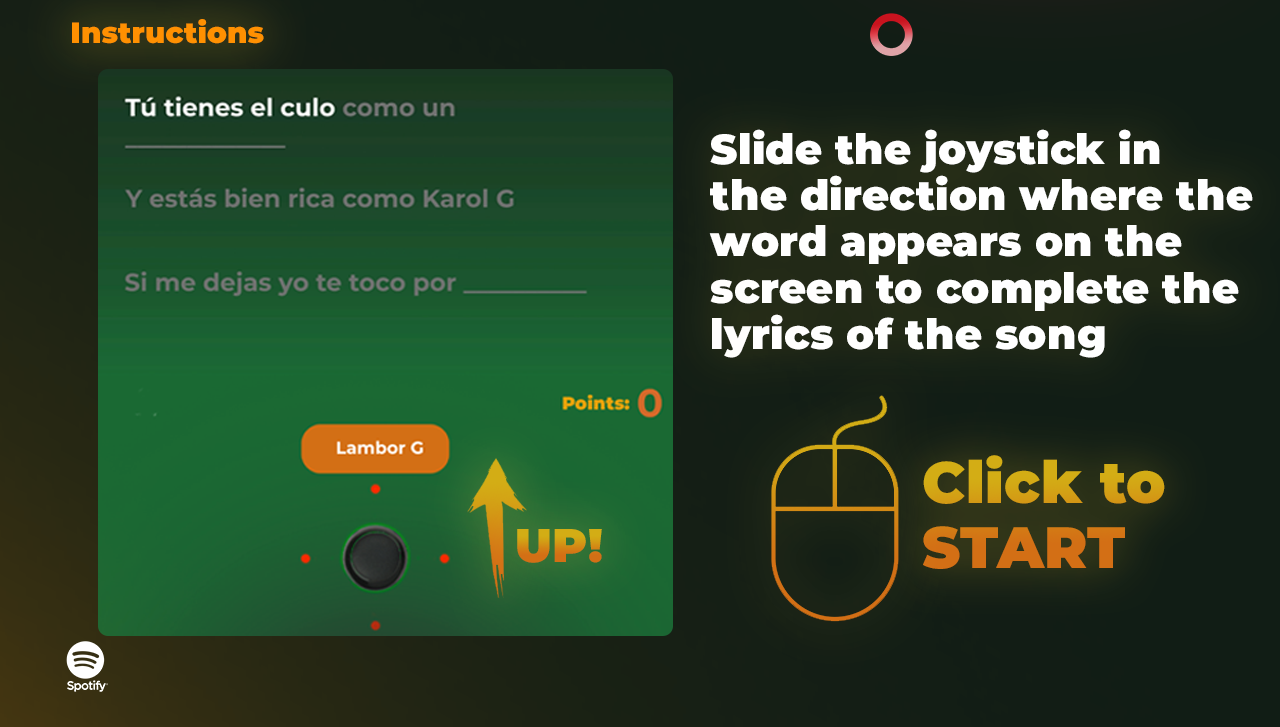 Instructions
Tú tienes el culo como un
____________
Y estás bien rica como Karol G
Si me dejas yo te toco por _________
Points: 0
Lambor G
UP!
Slide the joystick in
the direction where the
word appears on the
screen to complete the
lyrics of the song
Click to
START
Spotify